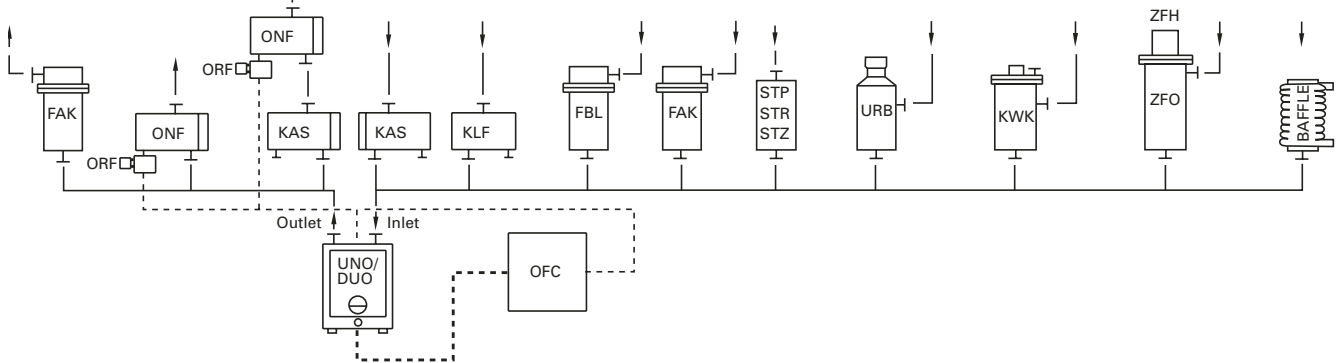 ZFH
ONF
ORF
FAK
ONF
KAS
KAS
KLF
FBL
FAK
STP
STR
STZ
URB
KWK
ZFO
BAFFLE
ORF
Outlet
Inlet
UNO/
DUO
OFC